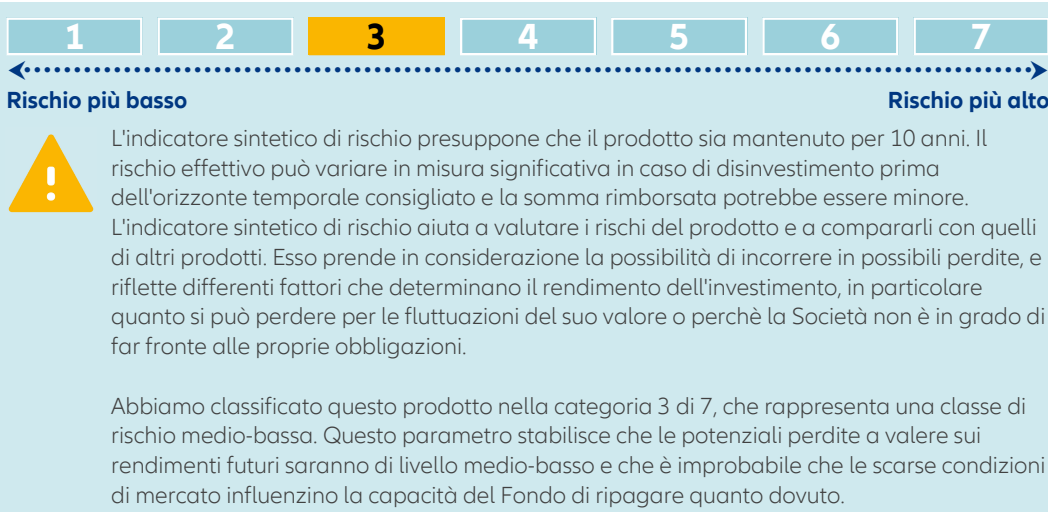 1 2 3 4 5 6 7
Rischio più basso Rischio più alto
L'indicatore sintetico di rischio presuppone che il prodotto sia mantenuto per 10 anni. Il
rischio effettivo può variare in misura significativa in caso di disinvestimento prima
dell'orizzonte temporale consigliato e la somma rimborsata potrebbe essere minore.
L'indicatore sintetico di rischio aiuta a valutare i rischi del prodotto e a compararli con quelli
di altri prodotti. Esso prende in considerazione la possibilità di incorrere in possibili perdite, e
riflette differenti fattori che determinano il rendimento dell'investimento, in particolare
quanto si può perdere per le fluttuazioni del suo valore o perchè la Società non è in grado di
far fronte alle proprie obbligazioni.
Abbiamo classificato questo prodotto nella categoria 3 di 7, che rappresenta una classe di
rischio medio-bassa. Questo parametro stabilisce che le potenziali perdite a valere sui
rendimenti futuri saranno di livello medio-basso e che è improbabile che le scarse condizioni
di mercato influenzino la capacità del Fondo di ripagare quanto dovuto.